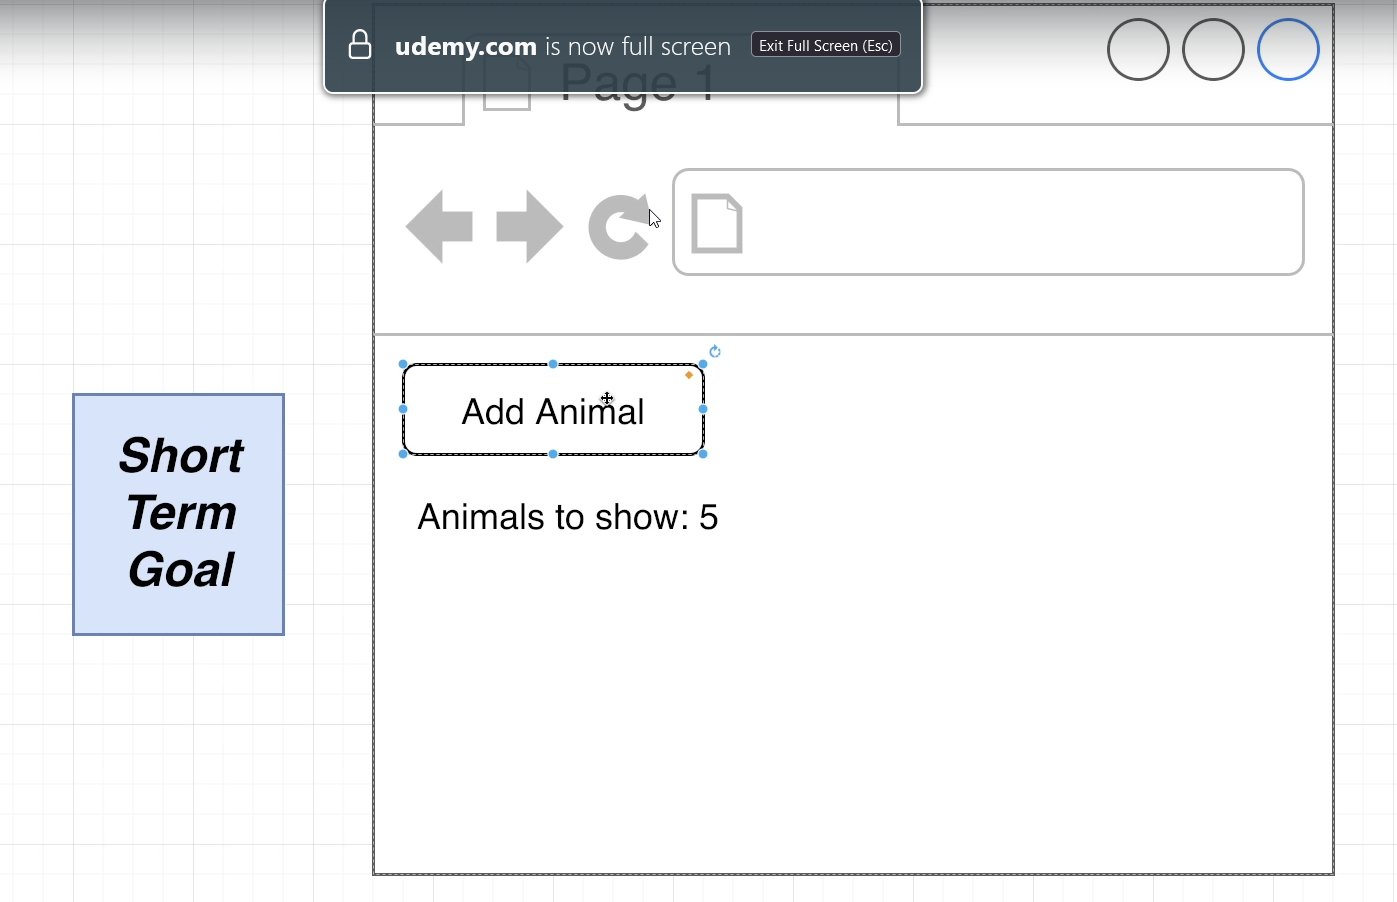 udemy.com is now full screen Exit Full Screen (Esc)
Page 1
Add Animal
Animals to show: 5
Short
Term
Goal